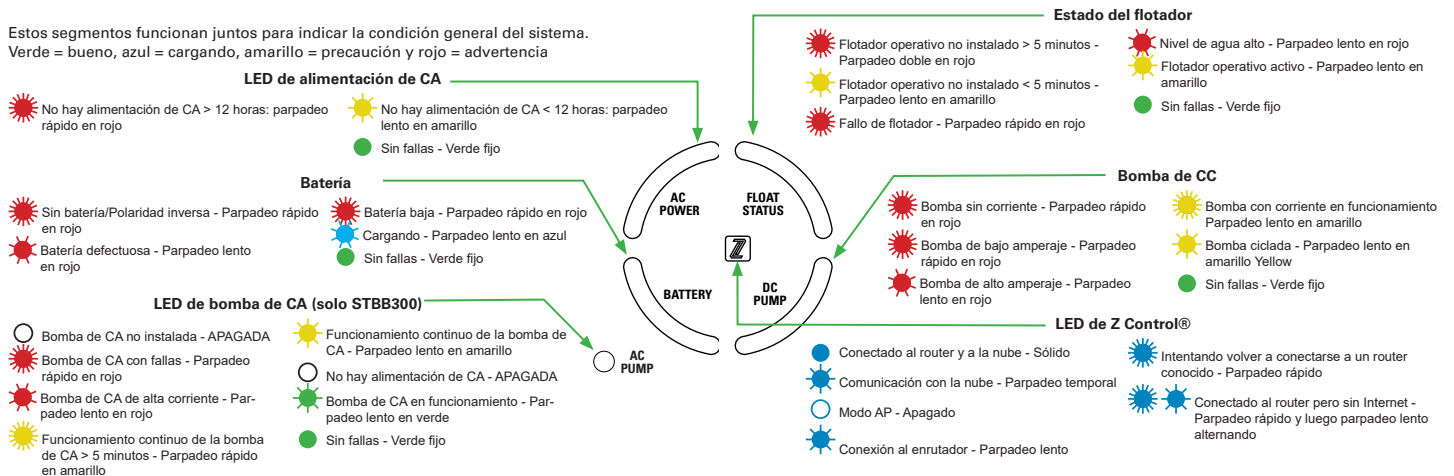 Estos segmentos funcionan juntos para indicar la condición general del sistema.
Verde = bueno, azul = cargando, amarillo = precaución y rojo = advertencia
LED de alimentación de CA
No hay alimentación de CA > 12 horas: parpadeo
rápido en rojo
No hay alimentación de CA < 12 horas: parpadeo
lento en amarillo
Sin fallas - Verde fijo
Batería
Sin batería/Polaridad inversa - Parpadeo rápido
en rojo
Batería defectuosa - Parpadeo lento
en rojo
Batería baja - Parpadeo rápido en rojo
Cargando - Parpadeo lento en azul
Sin fallas - Verde fijo
LED de bomba de CA (solo STBB300)
Bomba de CA no instalada - APAGADA
Bomba de CA con fallas - Parpadeo
rápido en rojo
Bomba de CA de alta corriente - Par-
padeo lento en rojo
Funcionamiento continuo de la bomba
de CA > 5 minutos - Parpadeo rápido
en amarillo
Funcionamiento continuo de la bomba de
CA - Parpadeo lento en amarillo
No hay alimentación de CA - APAGADA
Bomba de CA en funcionamiento - Par-
padeo lento en verde
Sin fallas - Verde fijo
AC
POWER
FLOAT
STATUS
Z
BATTERY
DC
PUMP
AC
PUMP
Estado del flotador
Flotador operativo no instalado > 5 minutos -
Parpadeo doble en rojo
Flotador operativo no instalado < 5 minutos -
Parpadeo lento en amarillo
Fallo de flotador - Parpadeo rápido en rojo
Nivel de agua alto - Parpadeo lento en rojo
Flotador operativo activo - Parpadeo lento en
amarillo
Sin fallas - Verde fijo
Bomba de CC
Bomba sin corriente - Parpadeo rápido
en rojo
Bomba de bajo amperaje - Parpadeo
rápido en rojo
Bomba de alto amperaje - Parpadeo
lento en rojo
Bomba con corriente en funcionamiento
Parpadeo lento en amarillo
Bomba ciclada - Parpadeo lento en
amarillo Yellow
Sin fallas - Verde fijo
LED de Z Control®
Conectado al router y a la nube - Sólido
Comunicación con la nube - Parpadeo temporal
Modo AP - Apagado
Conexión al enrutador - Parpadeo lento
Intentando volver a conectarse a un router
conocido - Parpadeo rápido
Conectado al router pero sin Internet -
Parpadeo rápido y luego parpadeo lento
alternando